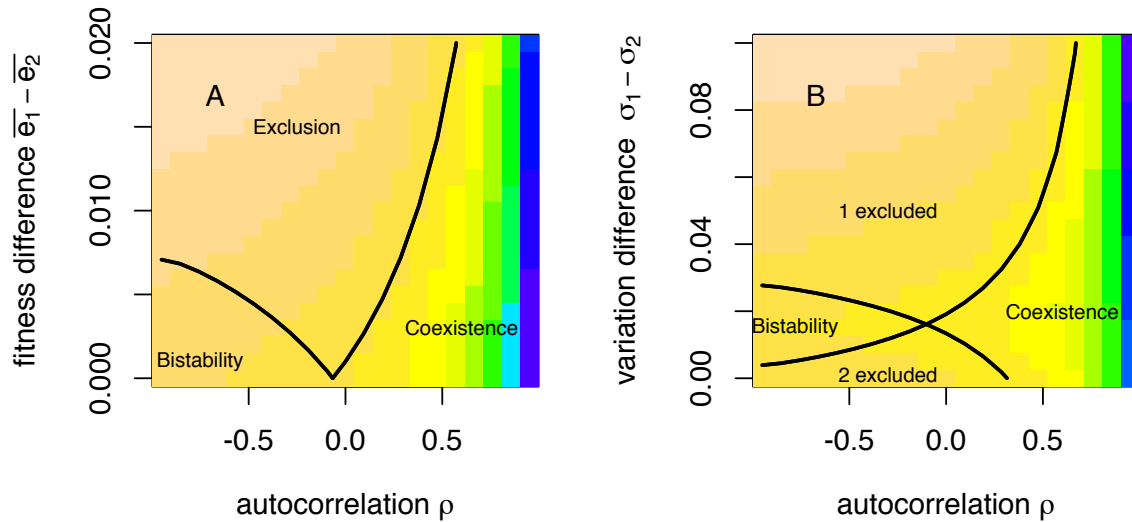 A
Exclusion
Bistability
Coexistence
0.000
0.010
0.020
-0.5
0.0
0.5
fitness difference e̅₁ − e̅₂
autocorrelation ρ
B
1 excluded
Bistability
Coexistence
2 excluded
0.00
0.04
0.08
-0.5
0.0
0.5
variation difference σ₁ − σ₂
autocorrelation ρ